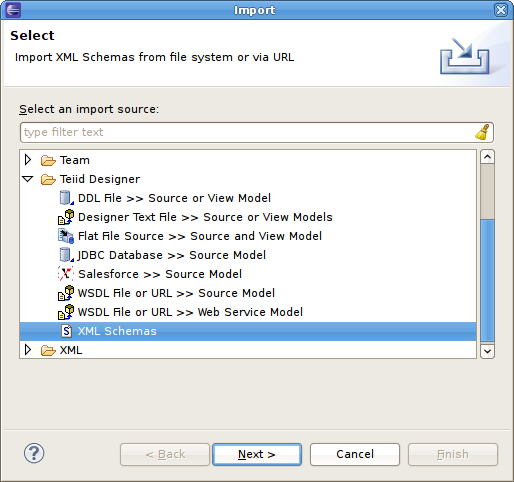 Import
Select
Import XML Schemas from file system or via URL
Select an import source:
type filter text
Team
Teiid Designer
DDL File >> Source or View Model
Designer Text File >> Source or View Models
Flat File Source >> Source and View Model
JDBC Database >> Source Model
Salesforce >> Source Model
WSDL File or URL >> Source Model
WSDL File or URL >> Web Service Model
XML Schemas
XML
< Back
Next >
Cancel
Finish